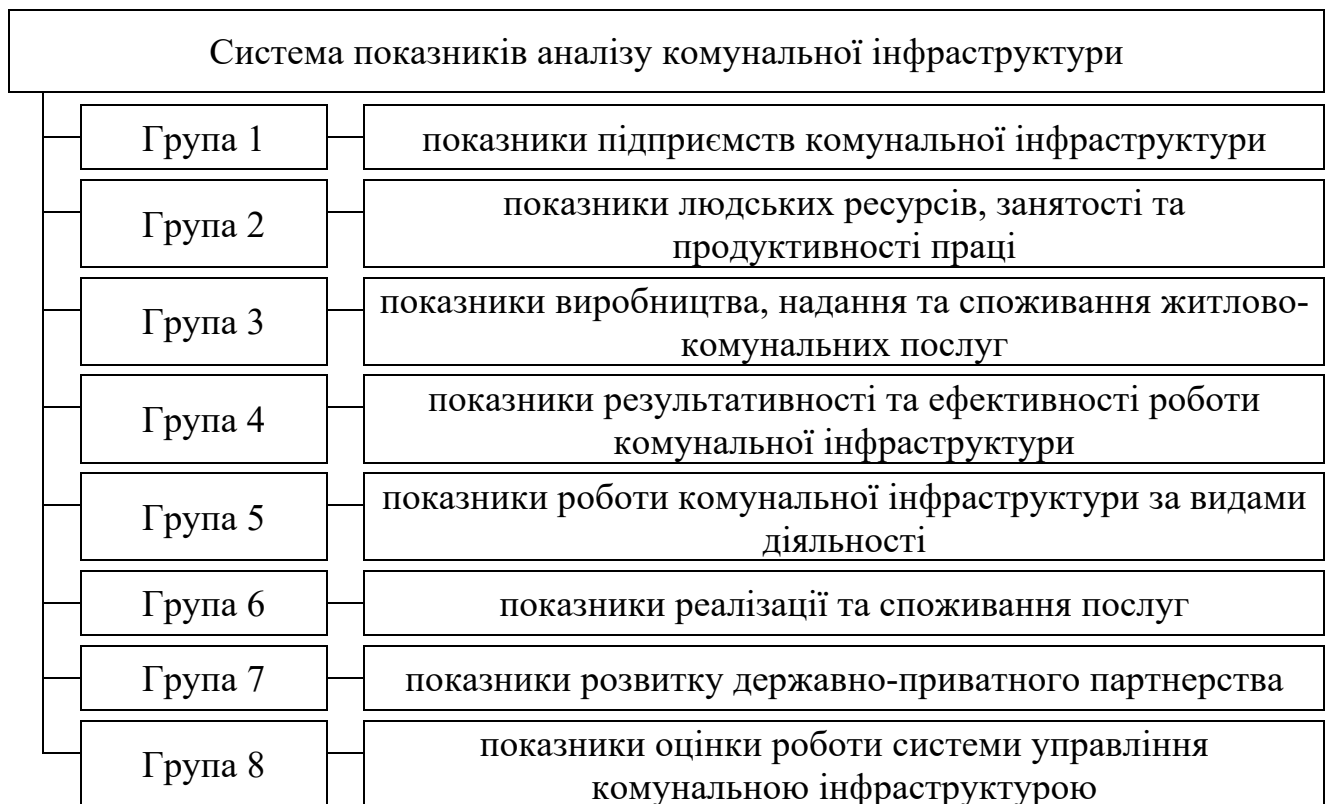 Система показників аналізу комунальної інфраструктури
Група 1
показники підприємств комунальної інфраструктури
Група 2
показники людських ресурсів, занятості та
продуктивності праці
Група 3
показники виробництва, надання та споживання житлово-
комунальних послуг
Група 4
показники результативності та ефективності роботи
комунальної інфраструктури
Група 5
показники роботи комунальної інфраструктури за видами
діяльності
Група 6
показники реалізації та споживання послуг
Група 7
показники розвитку державно-приватного партнерства
Група 8
показники оцінки роботи системи управління
комунальною інфраструктурою